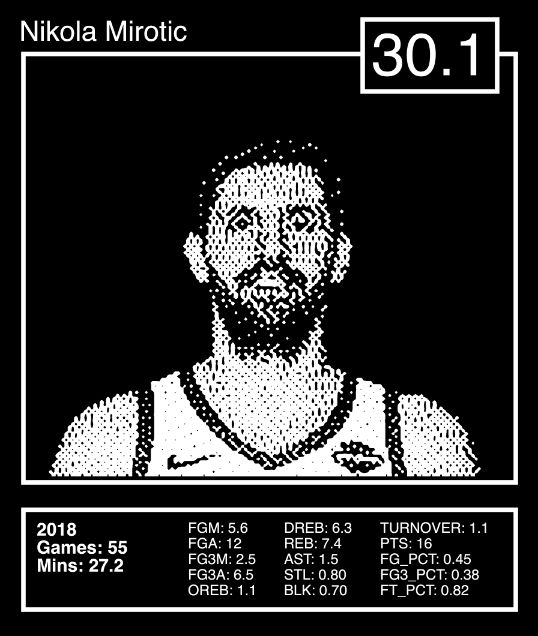 Nikola Mirotic
30.1
2018
Games: 55
Mins: 27.2
FGM: 5.6
FGA: 12
FG3M: 2.5
FG3A: 6.5
OREB: 1.1
DREB: 6.3
REB: 7.4
AST: 1.5
STL: 0.80
BLK: 0.70
TURNOVER: 1.1
PTS: 16
FG_PCT: 0.45
FG3_PCT: 0.38
FT_PCT: 0.82